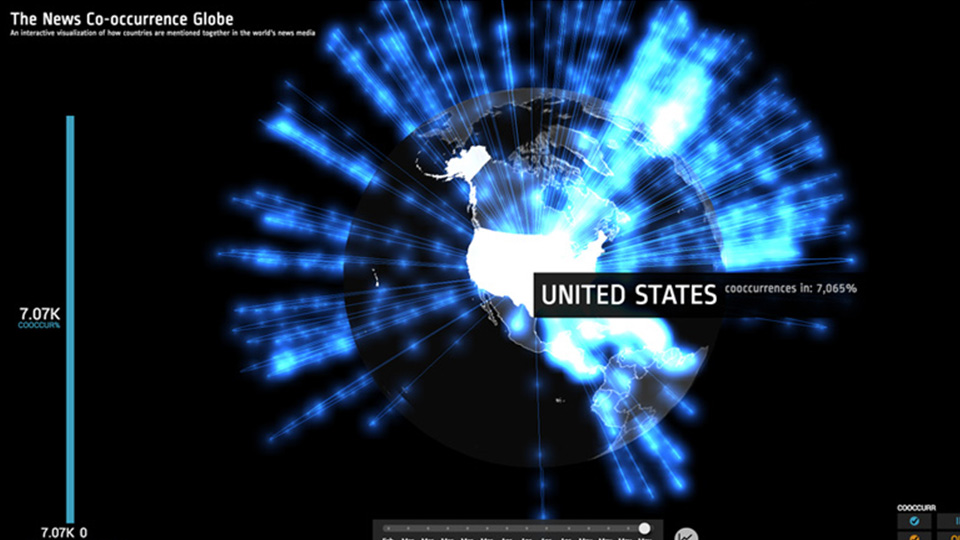 The News Co-occurrence Globe
An interactive visualization of how countries are mentioned together in the world's news media
7.07K
COOCCUR%
UNITED STATES
cooccurrences in: 7,065%
7.07K 0
COOCCURR